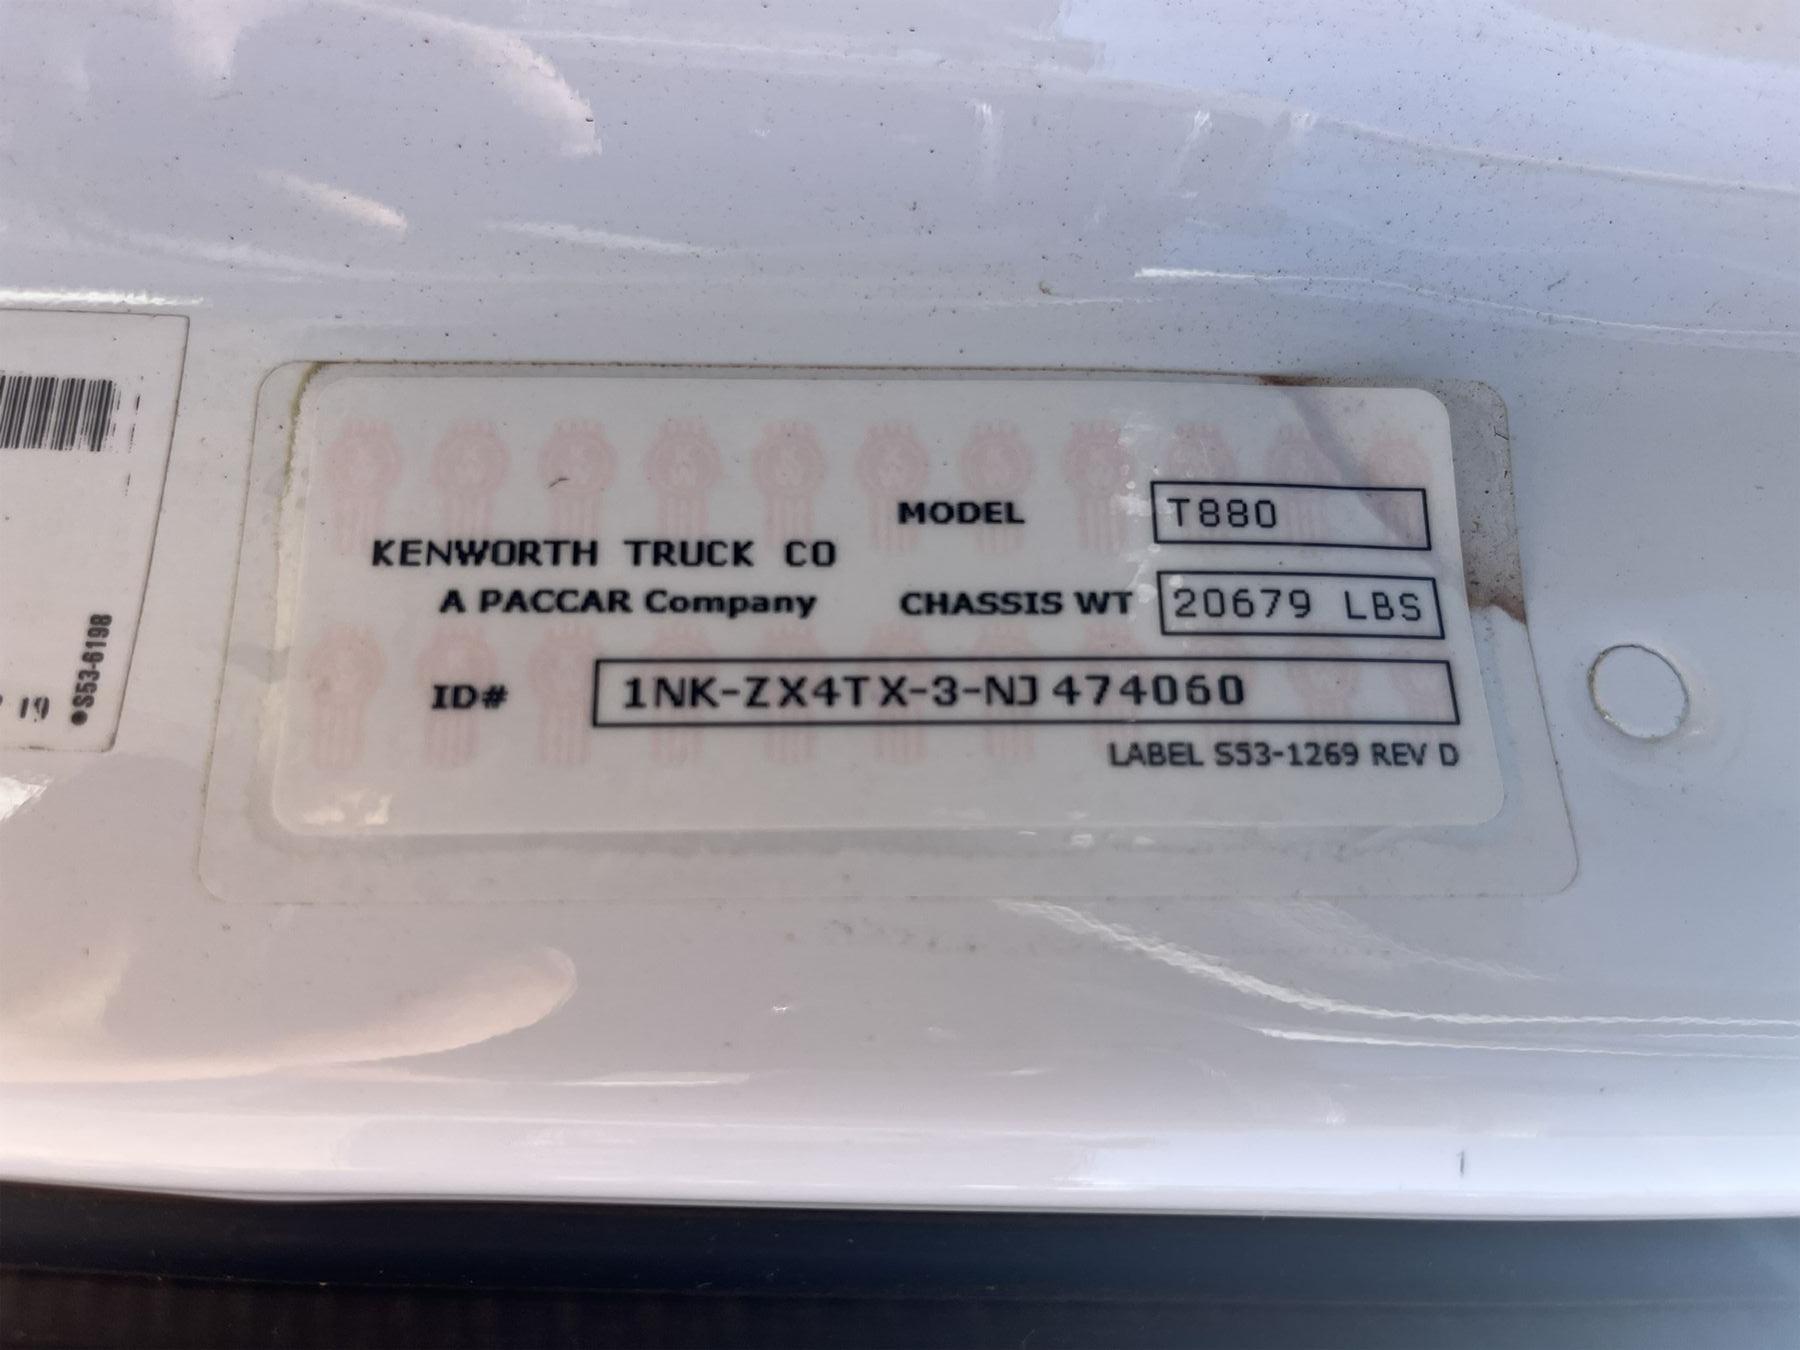 MODEL T880
KENWORTH TRUCK CO
A PACCAR Company CHASSIS WT 20679 LBS
ID# 1NK-ZX4TX-3-NJ474060
LABEL S53-1269 REV D
19
●S53-6198